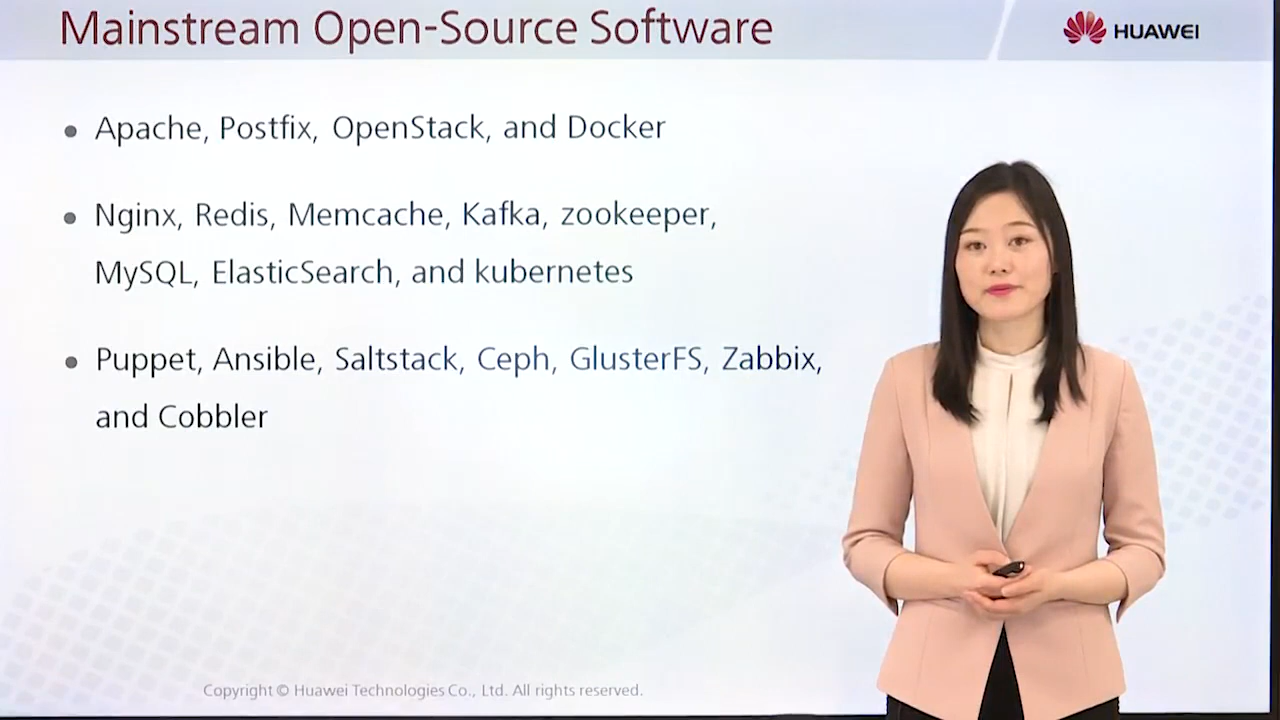 Mainstream Open-Source Software
HUAWEI
Apache, Postfix, OpenStack, and Docker
Nginx, Redis, Memcache, Kafka, zookeeper,
MySQL, ElasticSearch, and kubernetes
Puppet, Ansible, Saltstack, Ceph, GlusterFS, Zabbix,
and Cobbler
Copyright © Huawei Technologies Co., Ltd. All rights reserved.